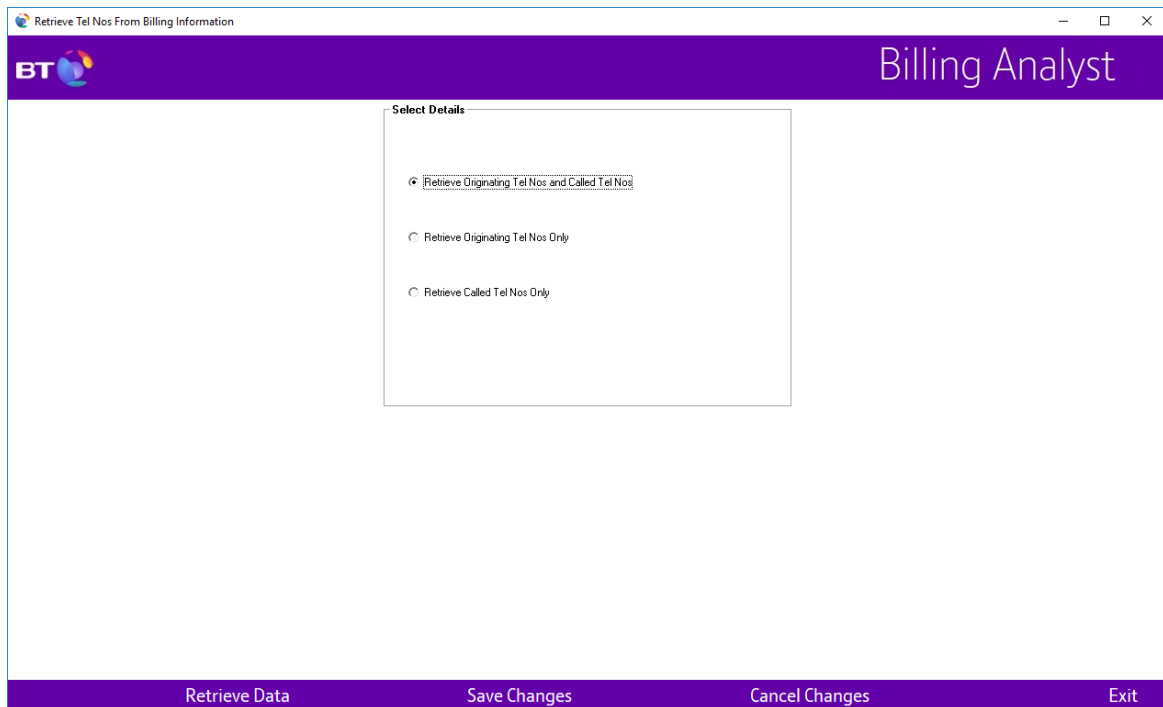 Retrieve Tel Nos From Billing Information
BT
Billing Analyst
Select Details
Retrieve Originating Tel Nos and Called Tel Nos
Retrieve Originating Tel Nos Only
Retrieve Called Tel Nos Only
Retrieve Data Save Changes Cancel Changes Exit